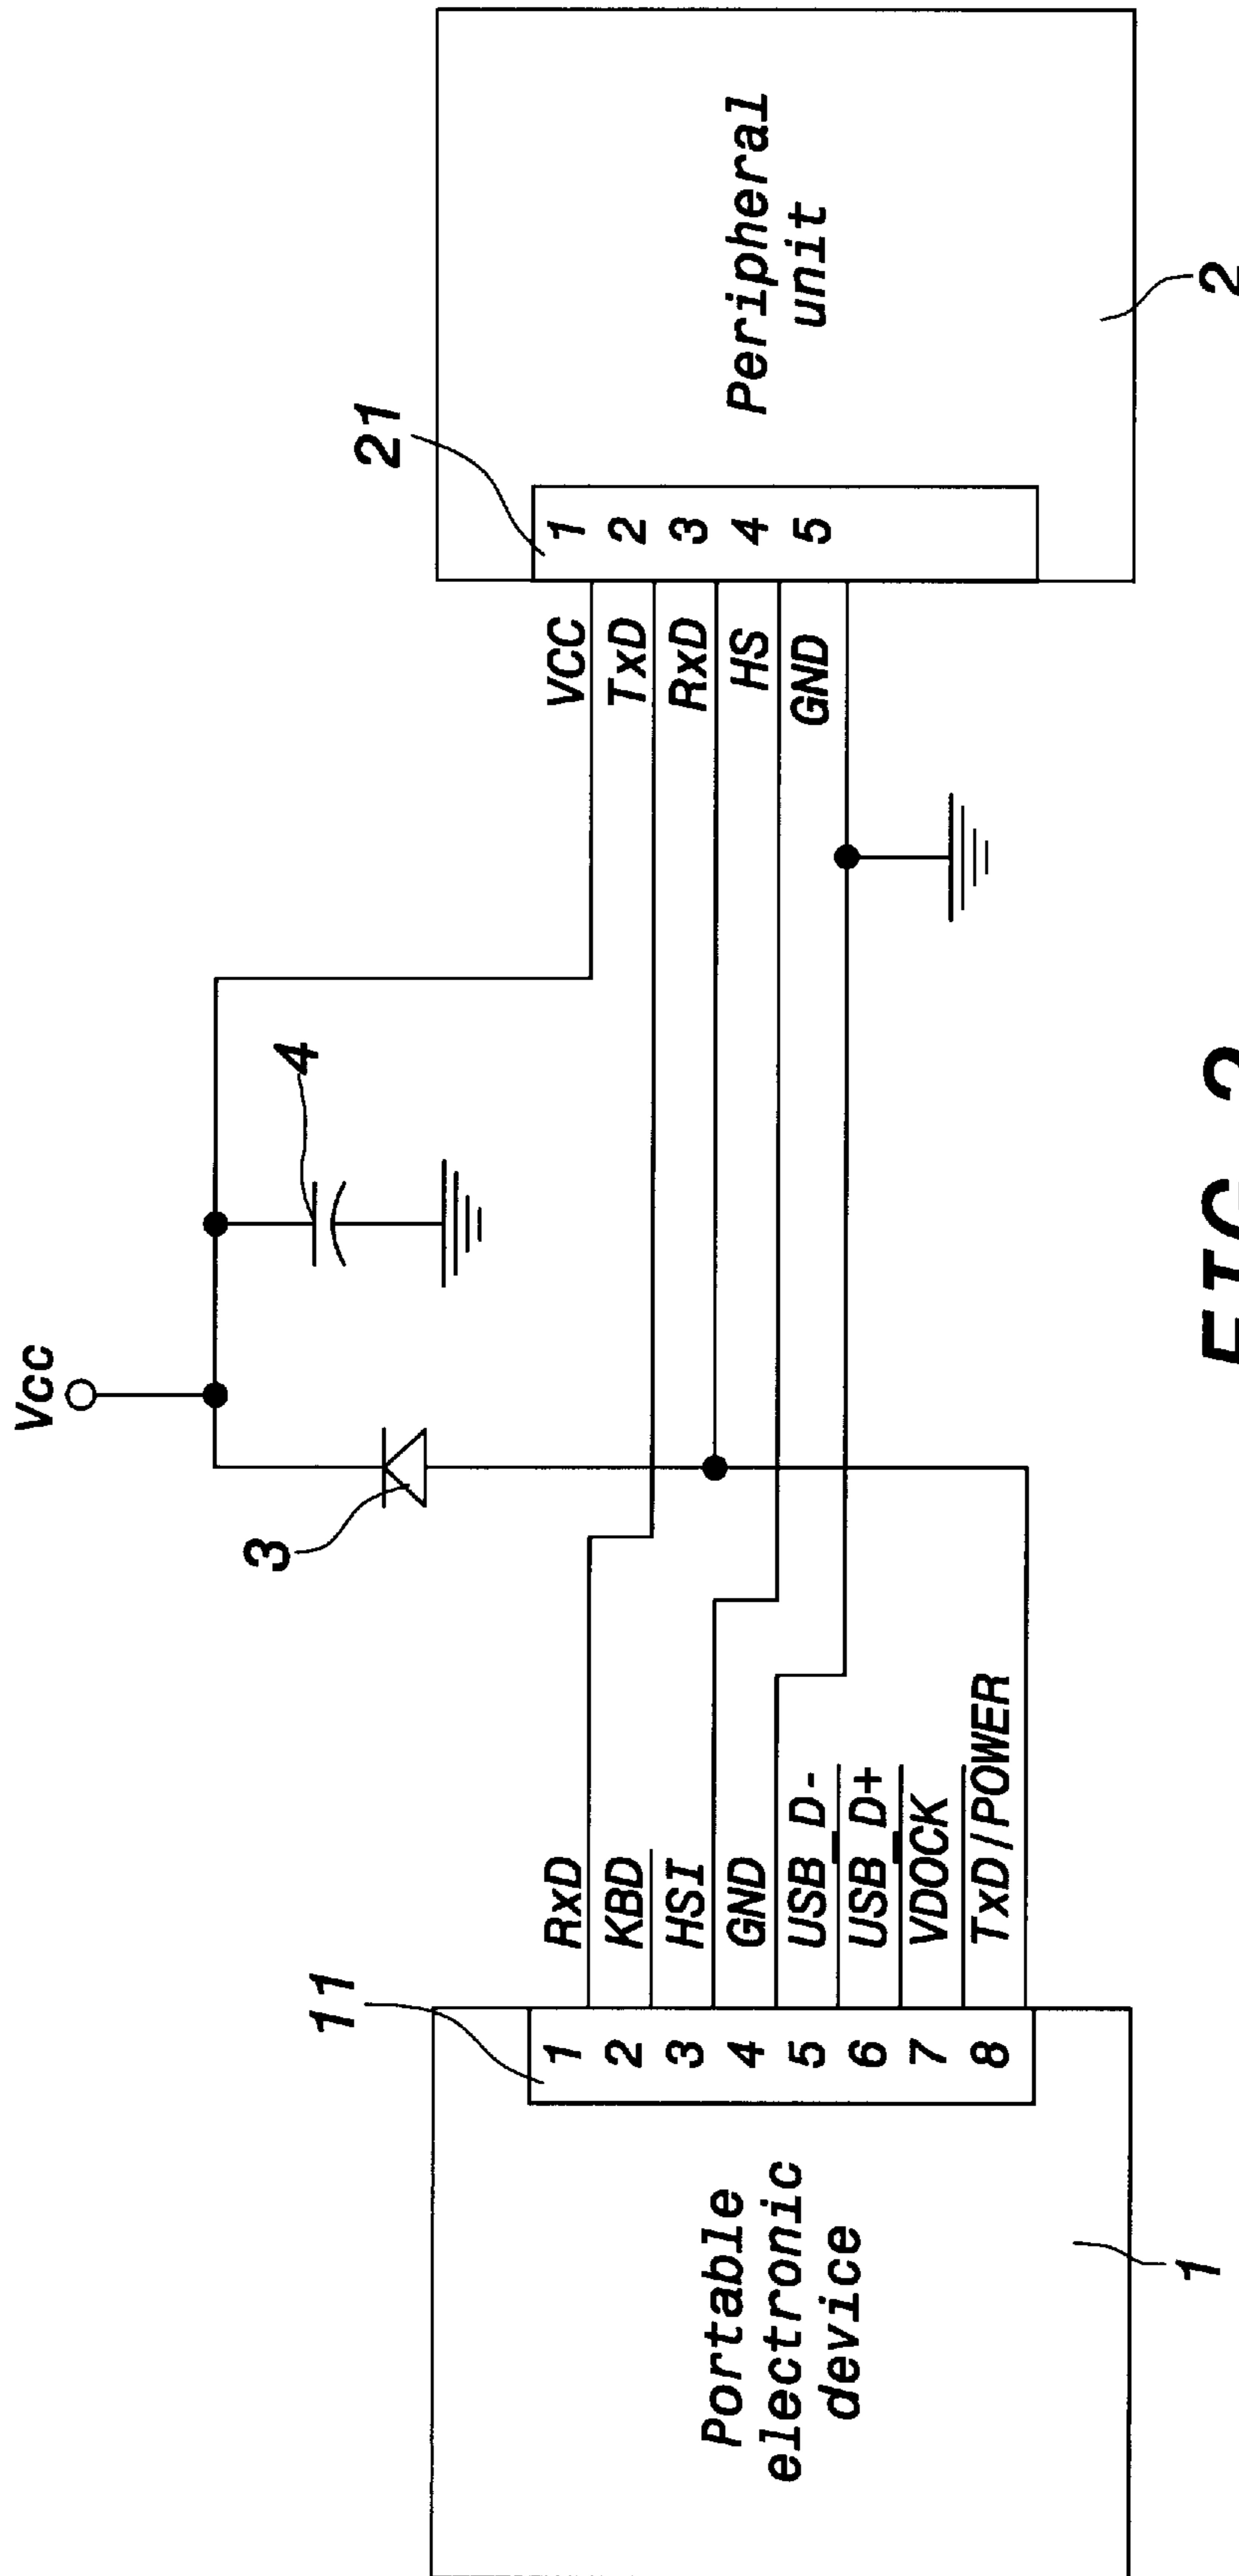 Vcc
3
4
11
21
Portable
electronic
device
1
2
3
4
5
6
7
8
RxD
KBD
HSI
GND
USB_D-
USB_D+
VDOCK
TxD/POWER
VCC
TxD
RxD
HS
GND
1
2
3
4
5
Peripheral
unit
1
2
FIG